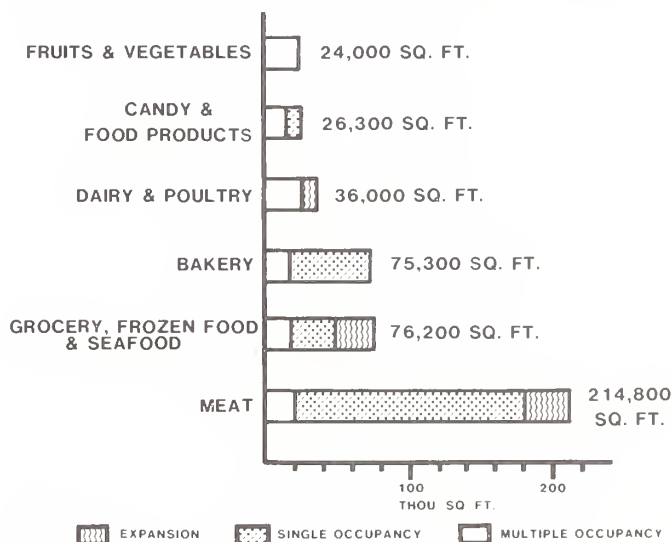 FRUITS & VEGETABLES 24,000 SQ. FT.
CANDY &
FOOD PRODUCTS 26,300 SQ. FT.
DAIRY & POULTRY 36,000 SQ. FT.
BAKERY 75,300 SQ. FT.
GROCERY, FROZEN FOOD
& SEAFOOD 76,200 SQ. FT.
MEAT 214,800
SQ. FT.
100 200
THOU SQ FT.
EXPANSION SINGLE OCCUPANCY MULTIPLE OCCUPANCY